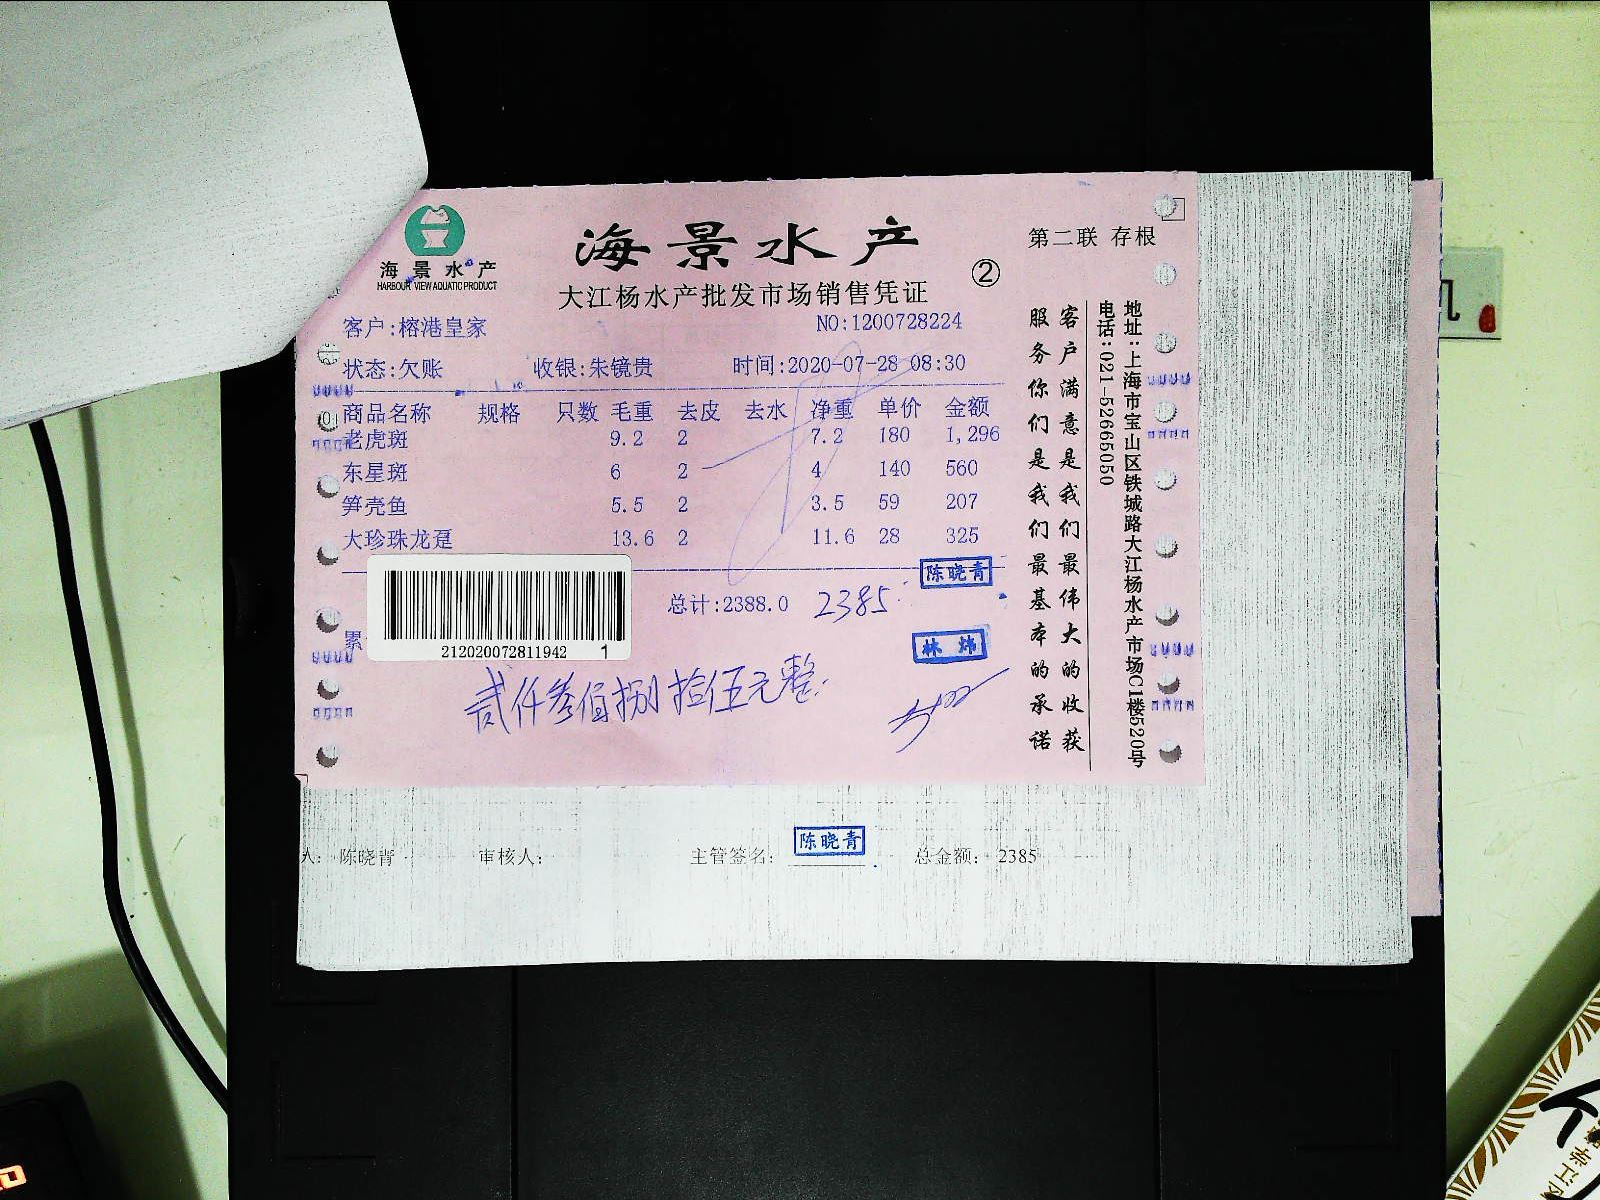 海景水产
HARBOUR VIEW AQUATIC PRODUCT
海景水产
大江杨水产批发市场销售凭证
②
第二联 存根
客户:榕港皇家
NO:1200728224
状态:欠账 收银:朱镜贵 时间:2020-07-28 08:30
商品名称 规格 只数 毛重 去皮 去水 净重 单价 金额
老虎斑 9.2 2 7.2 180 1,296
东星斑 6 2 4 140 560
笋壳鱼 5.5 2 3.5 59 207
大珍珠龙趸 13.6 2 11.6 28 325
陈晓青
总计:2388.0 2385
林炜
累
212020072811942 1
贰仟叁佰捌拾伍元整
客户满意是我们最伟大的收获
服务你们是我们最基本的承诺
地址:上海市宝山区铁城路大江杨水产市场C1楼520号
电话:021-52665050
人: 陈晓青 审核人: 主管签名: 陈晓青 总金额: 2385